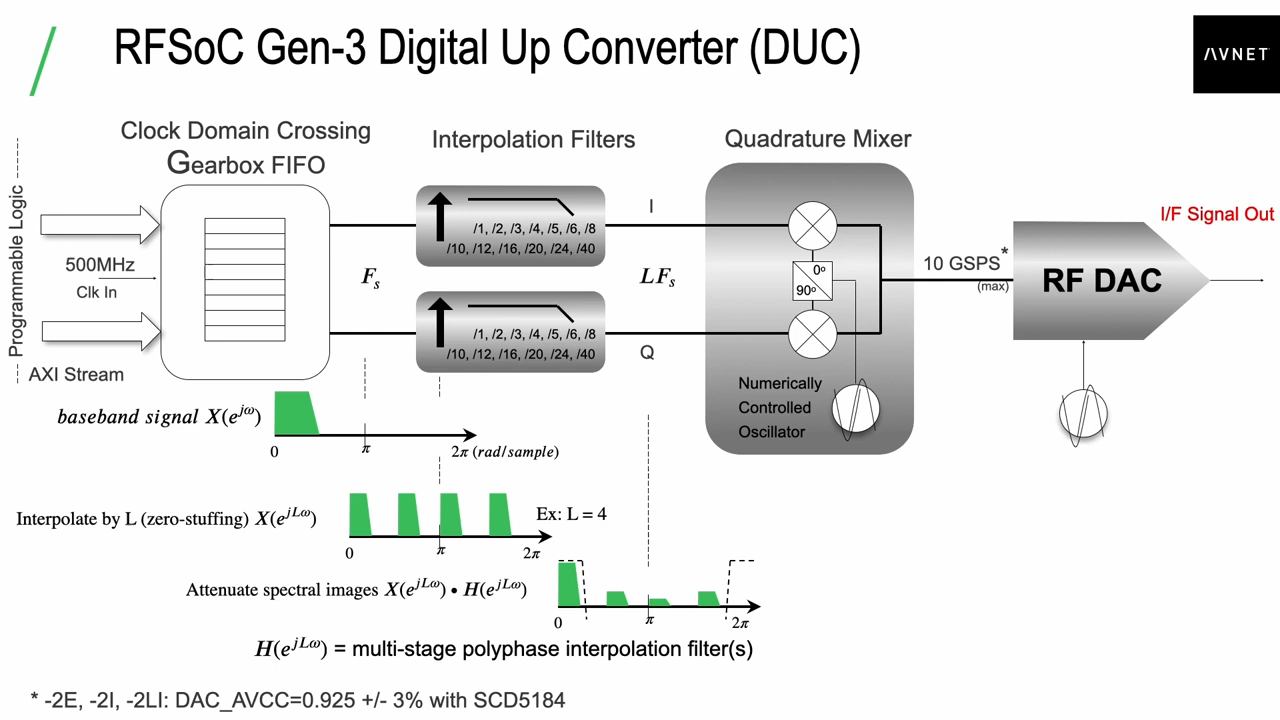 RFSoC Gen-3 Digital Up Converter (DUC)
AVNET
Clock Domain Crossing
Gearbox FIFO
Interpolation Filters
Quadrature Mixer
Programmable Logic
500MHz
Clk In
AXI Stream
Fₛ
/1, /2, /3, /4, /5, /6, /8
/10, /12, /16, /20, /24, /40
/1, /2, /3, /4, /5, /6, /8
/10, /12, /16, /20, /24, /40
I
LFₛ
Q
0º
90º
Numerically
Controlled
Oscillator
10 GSPS*
(max)
RF DAC
I/F Signal Out
baseband signal X(e^{jω})
0
π
2π (rad/sample)
Interpolate by L (zero-stuffing) X(e^{jLω})
Ex: L = 4
0
π
2π
Attenuate spectral images X(e^{jLω}) • H(e^{jLω})
0
π
2π
H(e^{jLω}) = multi-stage polyphase interpolation filter(s)
* -2E, -2I, -2LI: DAC_AVCC=0.925 +/- 3% with SCD5184